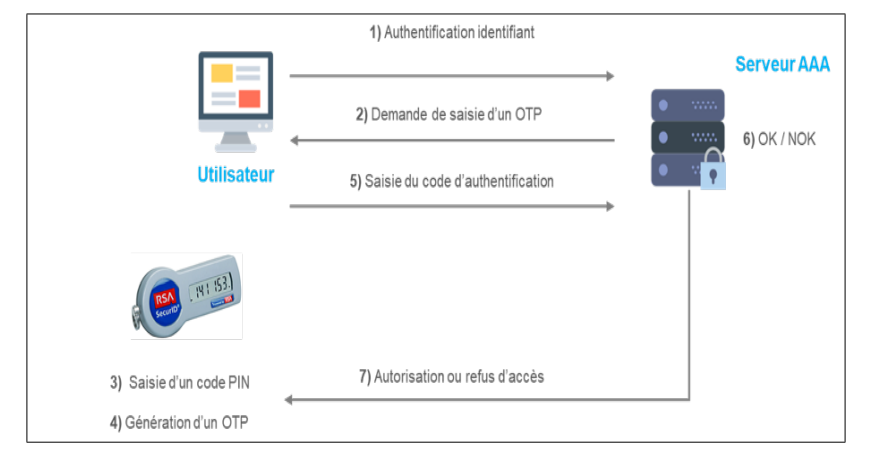 1) Authentification identifiant
Serveur AAA
2) Demande de saisie d'un OTP
6) OK / NOK
Utilisateur
5) Saisie du code d'authentification
141 153.
RSA
SecurID
3) Saisie d'un code PIN
7) Autorisation ou refus d'accès
4) Génération d'un OTP